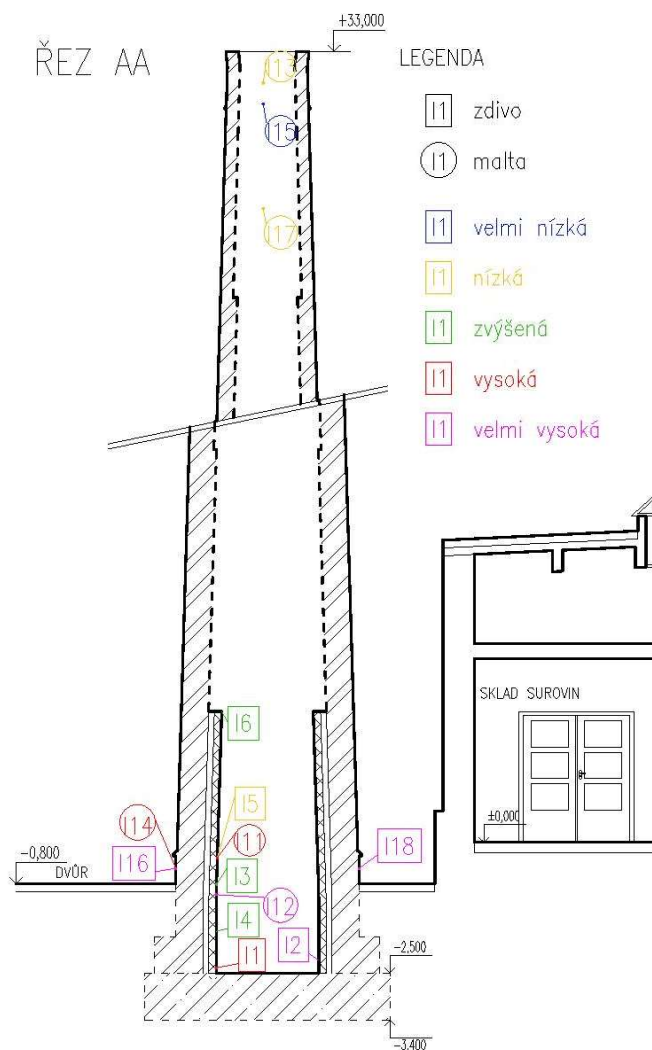 +33,000
ŘEZ AA
LEGENDA
I1 zdivo
I1 malta
I1 velmi nízká
I1 nízká
I1 zvýšená
I1 vysoká
I1 velmi vysoká
I13
I15
I17
SKLAD SUROVIN
I6
±0,000
I5
I14
I11
I18
-0,800
DVŮR
I16
I3
I12
I4
I2
I1
-2,500
-3.400